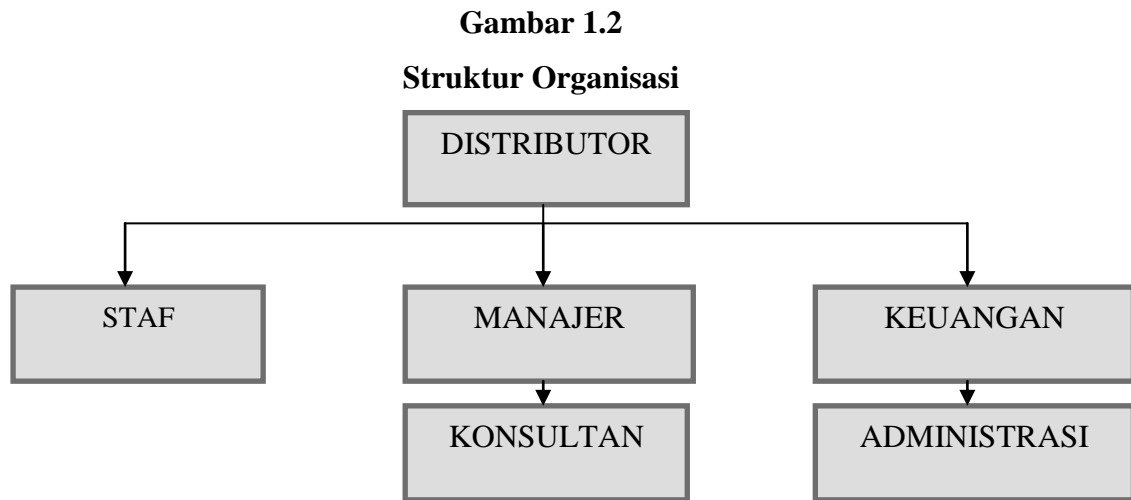 Gambar 1.2
Struktur Organisasi
DISTRIBUTOR
STAF
MANAJER
KEUANGAN
KONSULTAN
ADMINISTRASI